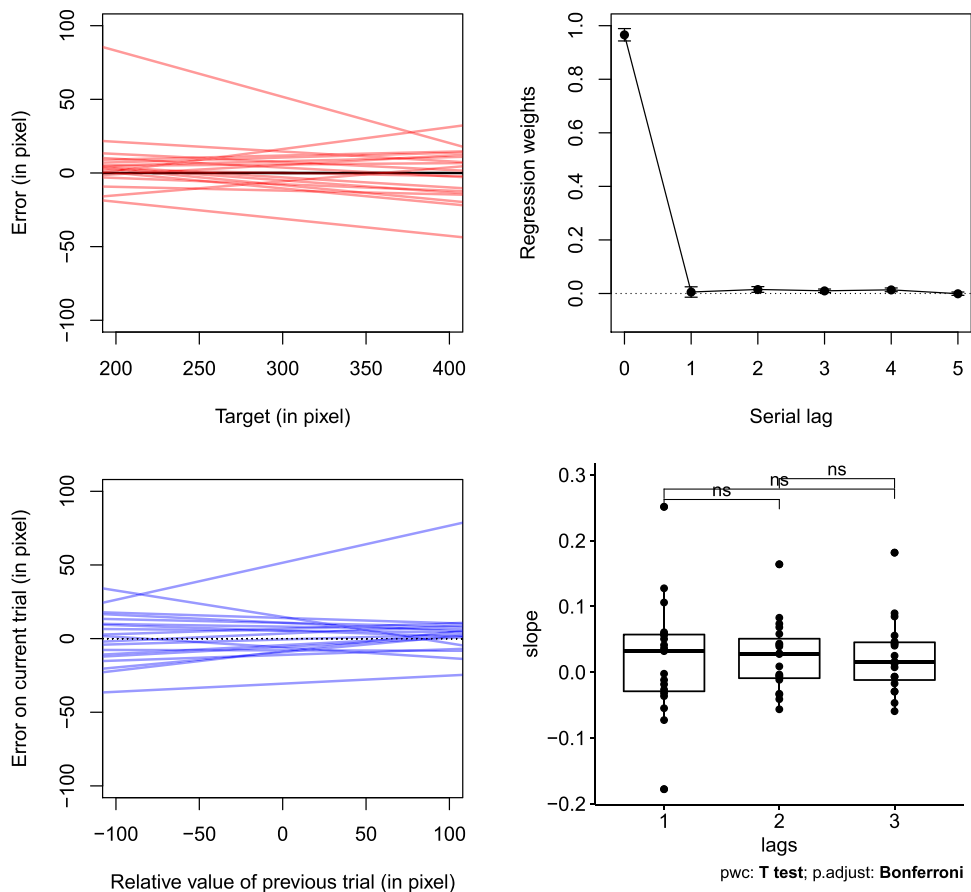 100
50
0
−50
−100
Error (in pixel)
200 250 300 350 400
Target (in pixel)
1.0
0.8
0.6
0.4
0.2
0.0
Regression weights
0 1 2 3 4 5
Serial lag
100
50
0
−50
−100
Error on current trial (in pixel)
−100 −50 0 50 100
Relative value of previous trial (in pixel)
0.3
0.2
0.1
0.0
−0.1
−0.2
slope
ns
ns
ns
1 2 3
lags
pwc: T test; p.adjust: Bonferroni